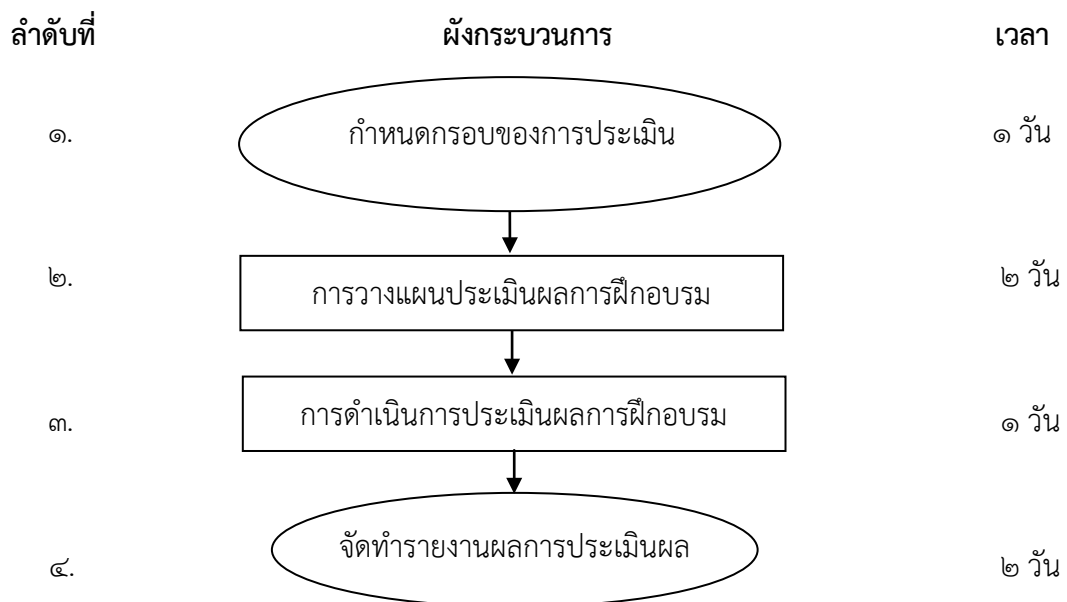 ลำดับที่ ผังกระบวนการ เวลา
๑. กำหนดกรอบของการประเมิน ๑ วัน
๒. การวางแผนประเมินผลการฝึกอบรม ๒ วัน
๓. การดำเนินการประเมินผลการฝึกอบรม ๑ วัน
๔. จัดทำรายงานผลการประเมินผล ๒ วัน